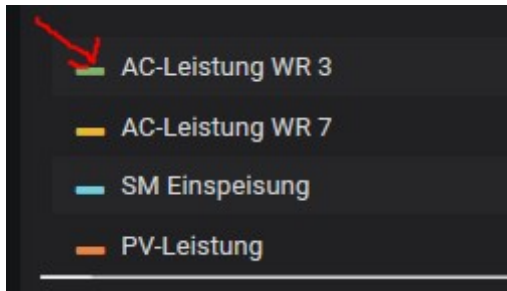 AC-Leistung WR 3
AC-Leistung WR 7
SM Einspeisung
PV-Leistung